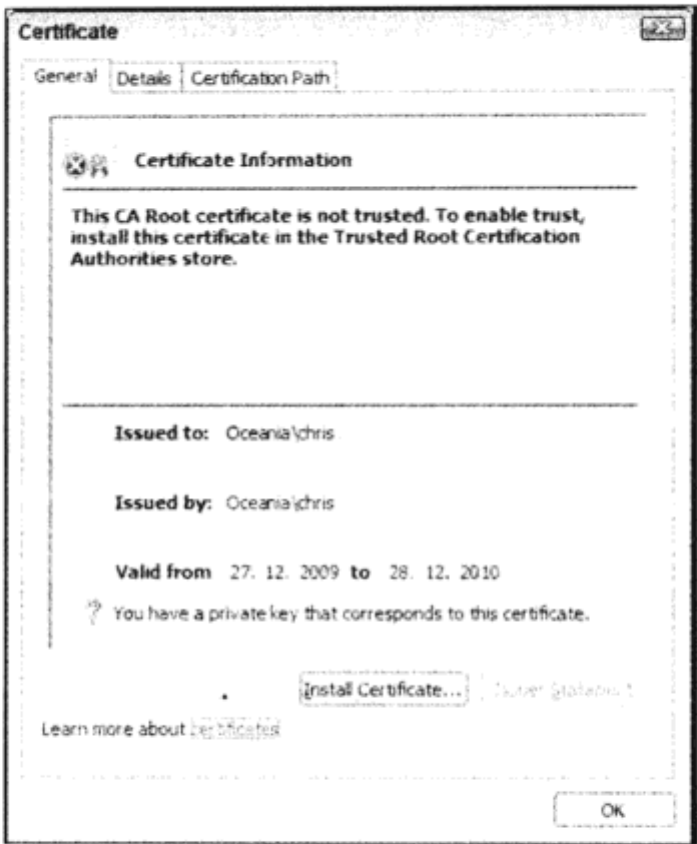 Certificate
General Details Certification Path
Certificate Information
This CA Root certificate is not trusted. To enable trust,
install this certificate in the Trusted Root Certification
Authorities store.
Issued to: Oceania\chris
Issued by: Oceania\chris
Valid from 27. 12. 2009 to 28. 12. 2010
You have a private key that corresponds to this certificate.
Install Certificate... Issuer Statement
Learn more about certificates
OK